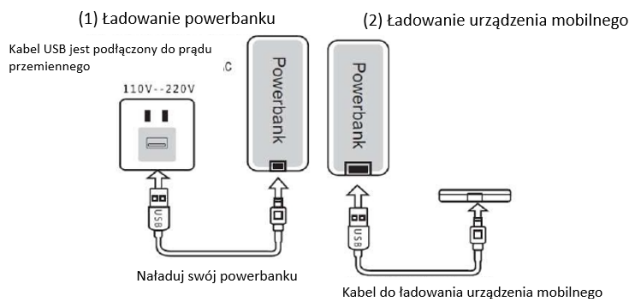 (1) Ładowanie powerbanku
(2) Ładowanie urządzenia mobilnego
Kabel USB jest podłączony do prądu
przemiennego
AC
110V--220V
Powerbank
Powerbank
USB
USB
Naładuj swój powerbanku
Kabel do ładowania urządzenia mobilnego